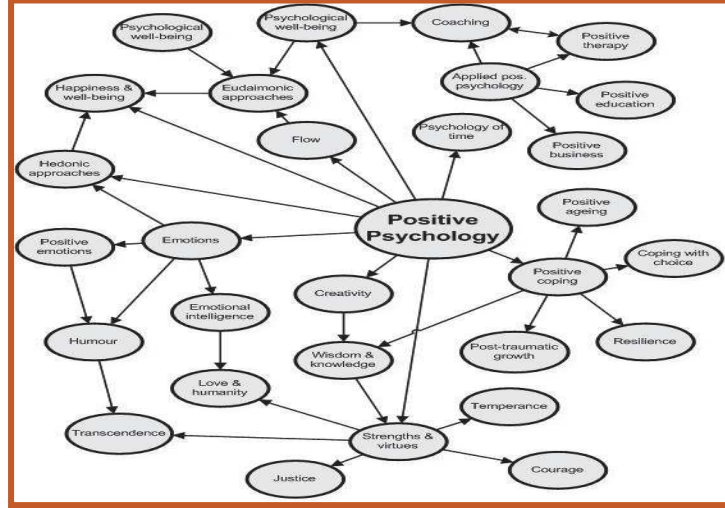 Psychological
well-being
Psychological
well-being
Coaching
Positive
therapy
Happiness &
well-being
Eudaimonic
approaches
Applied pos.
psychology
Positive
education
Flow
Psychology of
time
Positive
business
Hedonic
approaches
Positive
Psychology
Positive
ageing
Positive
emotions
Emotions
Coping with
choice
Positive
coping
Creativity
Emotional
intelligence
Humour
Wisdom &
knowledge
Post-traumatic
growth
Resilience
Love &
humanity
Temperance
Transcendence
Strengths &
virtues
Justice
Courage